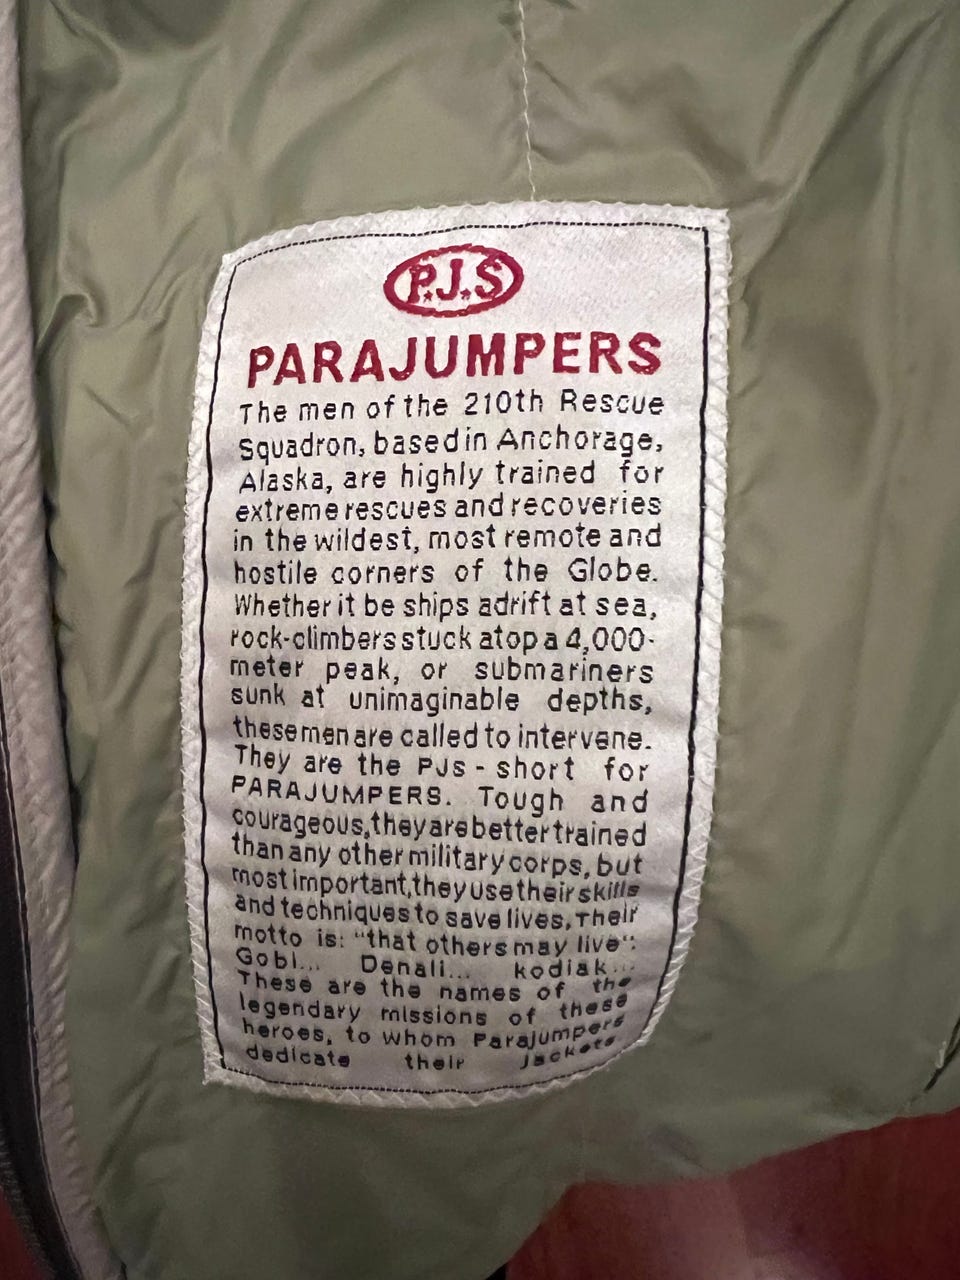 P.J.S
PARAJUMPERS
The men of the 210th Rescue
Squadron, based in Anchorage,
Alaska, are highly trained for
extreme rescues and recoveries
in the wildest, most remote and
hostile corners of the Globe.
Whether it be ships adrift at sea,
rock-climbers stuck atop a 4,000-
meter peak, or submariners
sunk at unimaginable depths,
these men are called to intervene.
They are the PJs - short for
PARAJUMPERS. Tough and
courageous, they are better trained
than any other military corps, but
most important, they use their skills
and techniques to save lives, Their
motto is: "that others may live":
Gobi... Denali... kodiak...
These are the names of the
legendary missions of these
heroes, to whom Parajumpers
dedicate their Jackets.